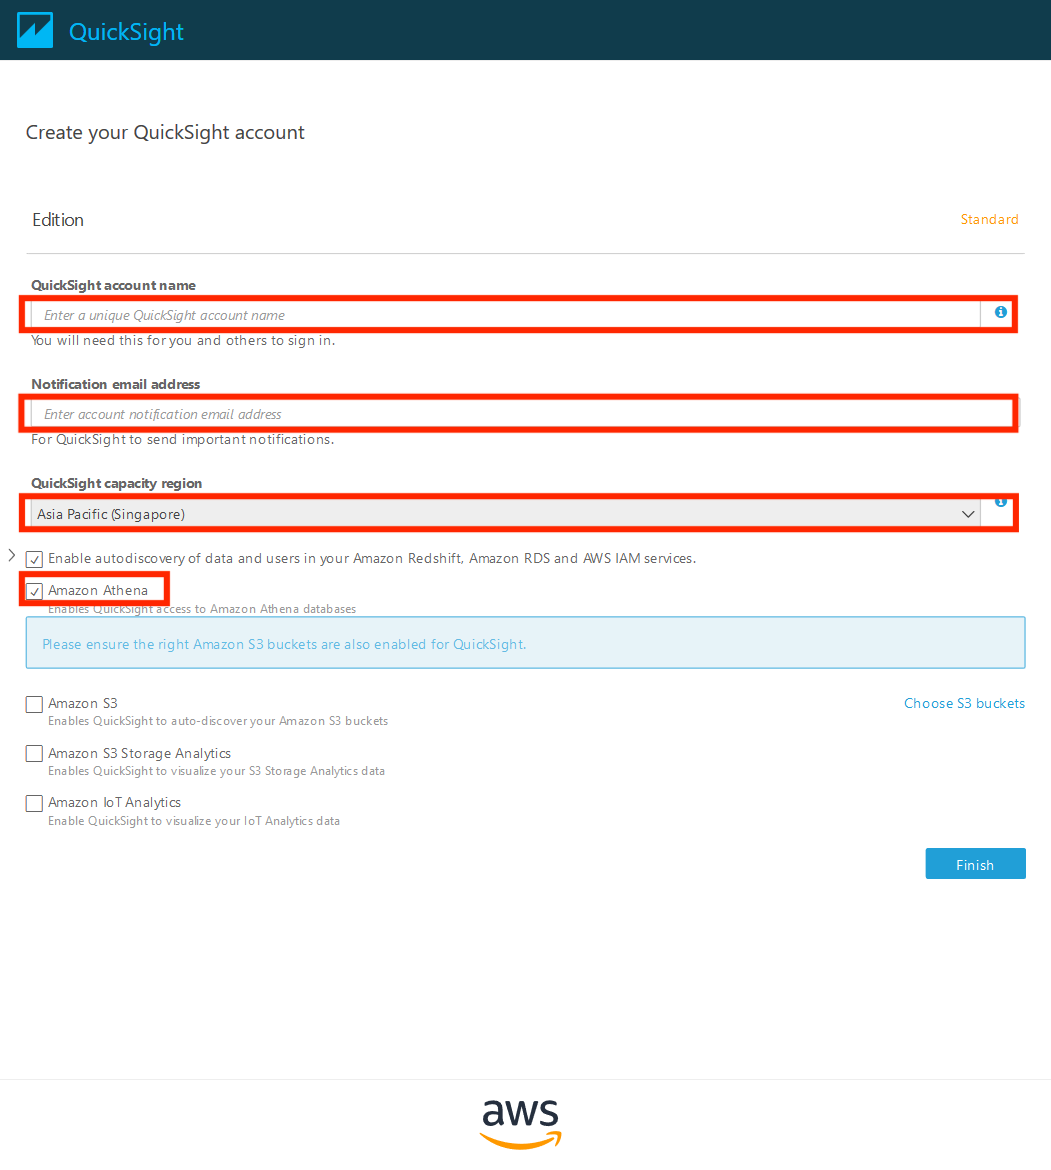 QuickSight
Create your QuickSight account
Edition
Standard
QuickSight account name
Enter a unique QuickSight account name
You will need this for you and others to sign in.
Notification email address
Enter account notification email address
For QuickSight to send important notifications.
QuickSight capacity region
Asia Pacific (Singapore)
Enable autodiscovery of data and users in your Amazon Redshift, Amazon RDS and AWS IAM services.
Amazon Athena
Enables QuickSight access to Amazon Athena databases
Please ensure the right Amazon S3 buckets are also enabled for QuickSight.
Amazon S3
Choose S3 buckets
Enables QuickSight to auto-discover your Amazon S3 buckets
Amazon S3 Storage Analytics
Enables QuickSight to visualize your S3 Storage Analytics data
Amazon IoT Analytics
Enable QuickSight to visualize your IoT Analytics data
Finish
aws